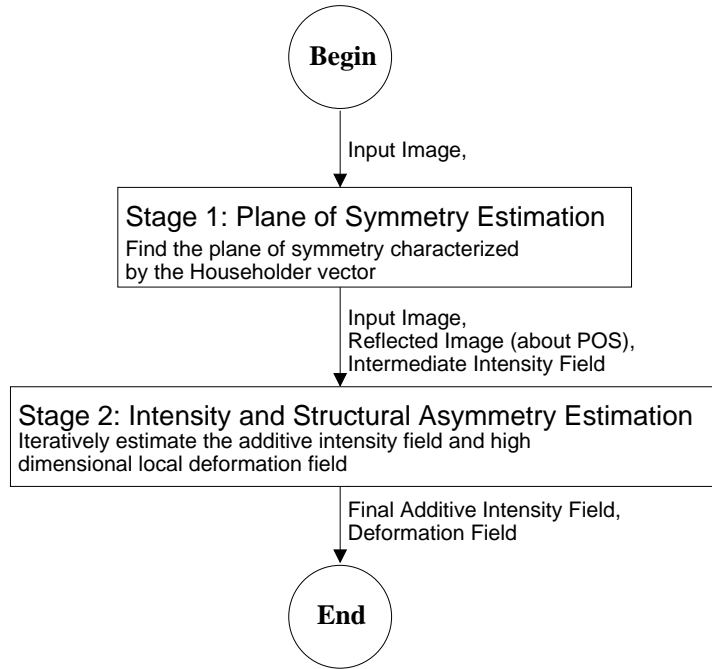 Begin
Input Image,
Stage 1: Plane of Symmetry Estimation
Find the plane of symmetry characterized
by the Householder vector
Input Image,
Reflected Image (about POS),
Intermediate Intensity Field
Stage 2: Intensity and Structural Asymmetry Estimation
Iteratively estimate the additive intensity field and high
dimensional local deformation field
Final Additive Intensity Field,
Deformation Field
End